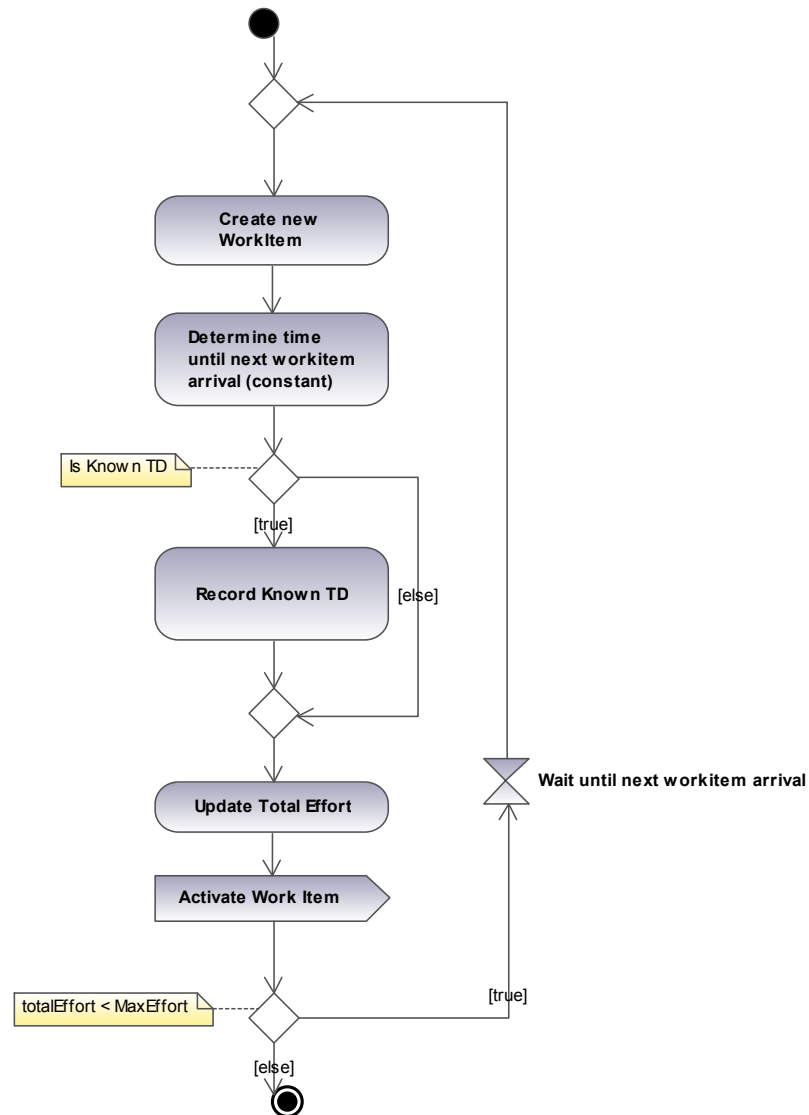 Create new
WorkItem
Determine time
until next workitem
arrival (constant)
Is Known TD
[true]
Record Known TD
[else]
Wait until next workitem arrival
Update Total Effort
Activate Work Item
totalEffort < MaxEffort
[true]
[else]